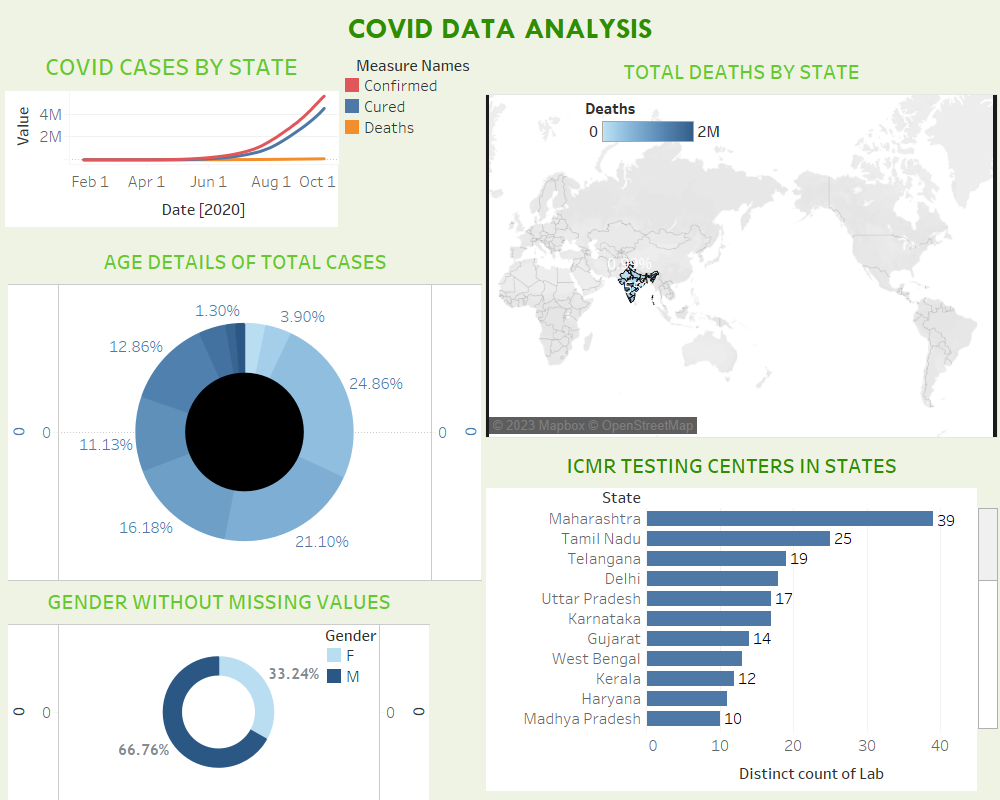 COVID DATA ANALYSIS
COVID CASES BY STATE
Measure Names
Confirmed
Cured
Deaths
Value
4M
2M
Feb 1 Apr 1 Jun 1 Aug 1 Oct 1
Date [2020]
TOTAL DEATHS BY STATE
Deaths
0 2M
© 2023 Mapbox © OpenStreetMap
AGE DETAILS OF TOTAL CASES
1.30%
3.90%
12.86%
24.86%
0 0 0 0
11.13%
16.18%
21.10%
GENDER WITHOUT MISSING VALUES
Gender
F
M
33.24%
0 0 0 0
66.76%
ICMR TESTING CENTERS IN STATES
State
Maharashtra 39
Tamil Nadu 25
Telangana 19
Delhi
Uttar Pradesh 17
Karnataka
Gujarat 14
West Bengal
Kerala 12
Haryana
Madhya Pradesh 10
0 10 20 30 40
Distinct count of Lab